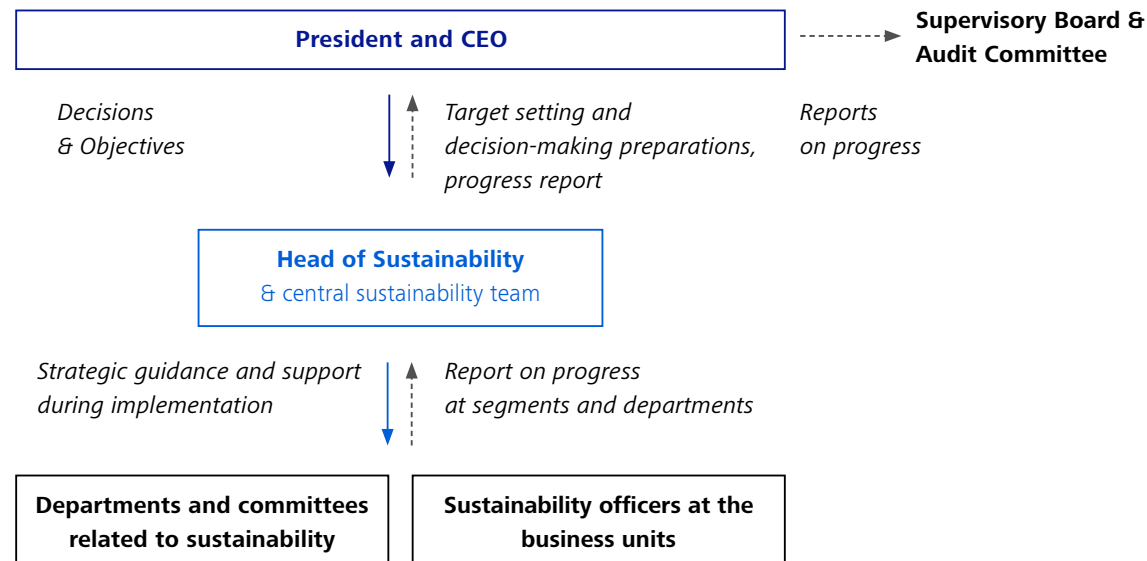 President and CEO
Supervisory Board &
Audit Committee
Decisions
& Objectives
Target setting and
decision-making preparations,
progress report
Reports
on progress
Head of Sustainability
& central sustainability team
Strategic guidance and support
during implementation
Report on progress
at segments and departments
Departments and committees
related to sustainability
Sustainability officers at the
business units